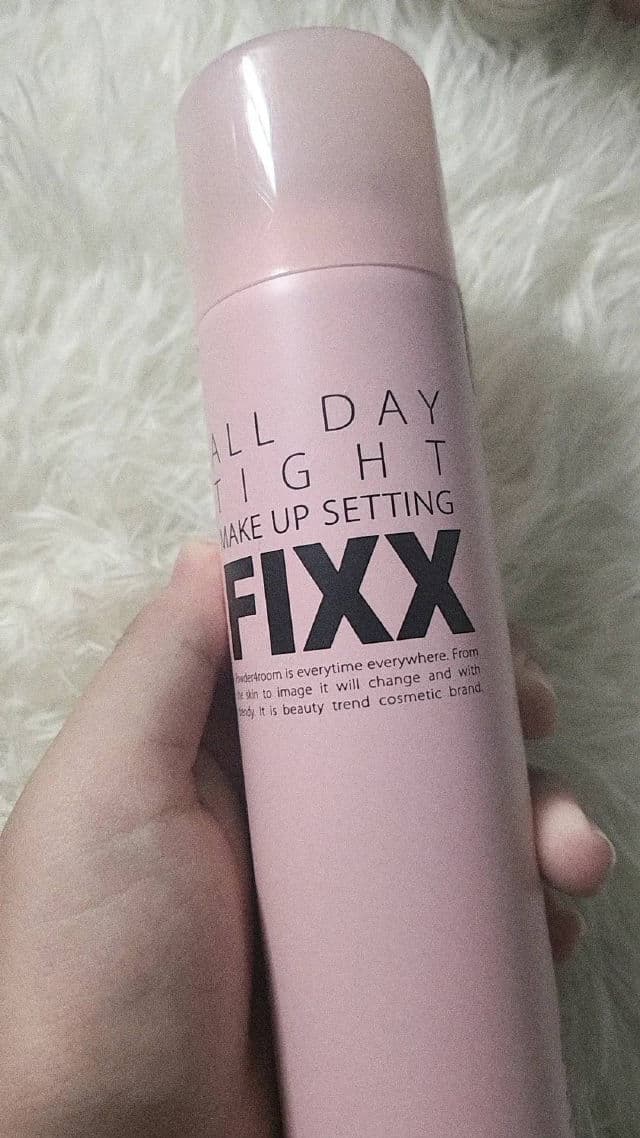 ALL DAY
TIGHT
MAKE UP SETTING
FIXX
Powder4room is everytime everywhere. From
the skin to image it will change and with
trendy. It is beauty trend cosmetic brand.